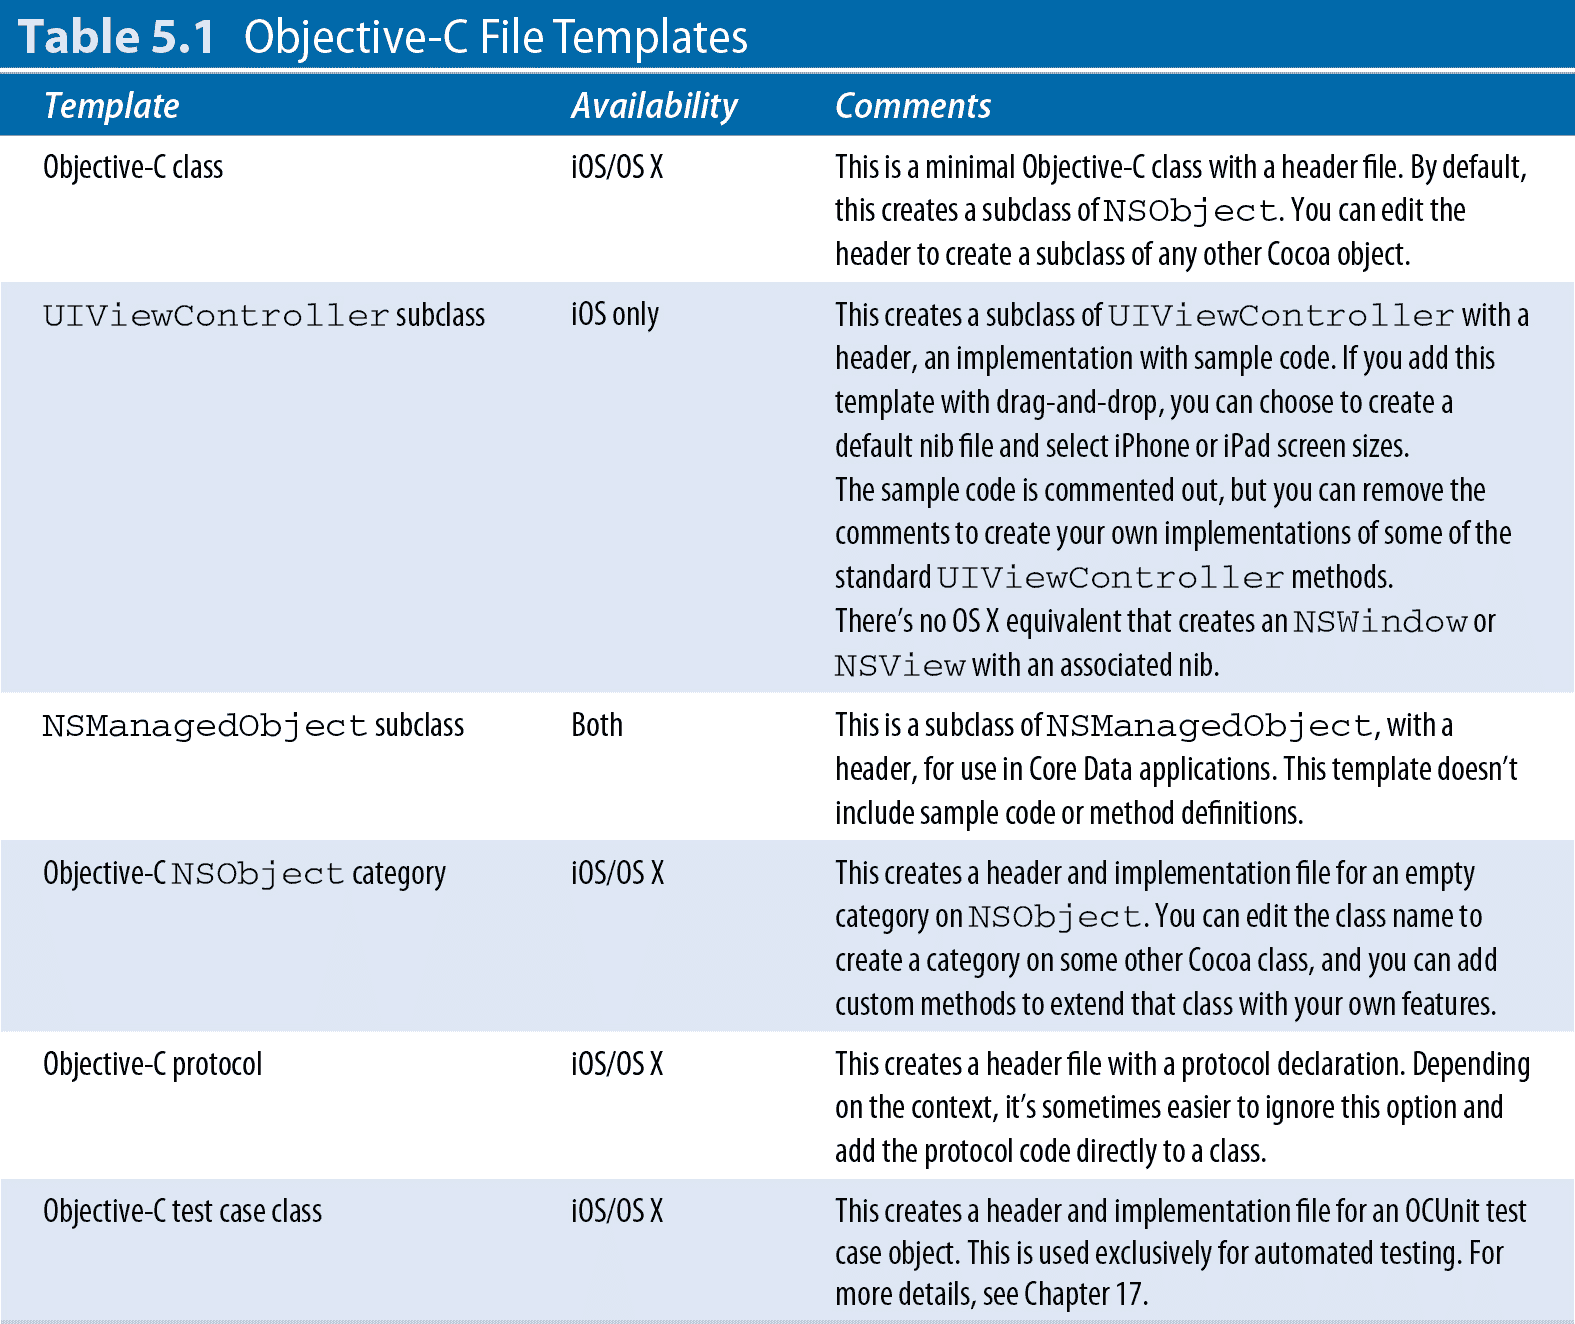 Table 5.1 Objective-C File Templates
Template Availability Comments
Objective-C class iOS/OS X This is a minimal Objective-C class with a header file. By default,
this creates a subclass of NSObject. You can edit the
header to create a subclass of any other Cocoa object.
UIViewController subclass iOS only This creates a subclass of UIViewController with a
header, an implementation with sample code. If you add this
template with drag-and-drop, you can choose to create a
default nib file and select iPhone or iPad screen sizes.
The sample code is commented out, but you can remove the
comments to create your own implementations of some of the
standard UIViewController methods.
There’s no OS X equivalent that creates an NSWindow or
NSView with an associated nib.
NSManagedObject subclass Both This is a subclass of NSManagedObject, with a
header, for use in Core Data applications. This template doesn’t
include sample code or method definitions.
Objective-C NSObject category iOS/OS X This creates a header and implementation file for an empty
category on NSObject. You can edit the class name to
create a category on some other Cocoa class, and you can add
custom methods to extend that class with your own features.
Objective-C protocol iOS/OS X This creates a header file with a protocol declaration. Depending
on the context, it’s sometimes easier to ignore this option and
add the protocol code directly to a class.
Objective-C test case class iOS/OS X This creates a header and implementation file for an OCUnit test
case object. This is used exclusively for automated testing. For
more details, see Chapter 17.